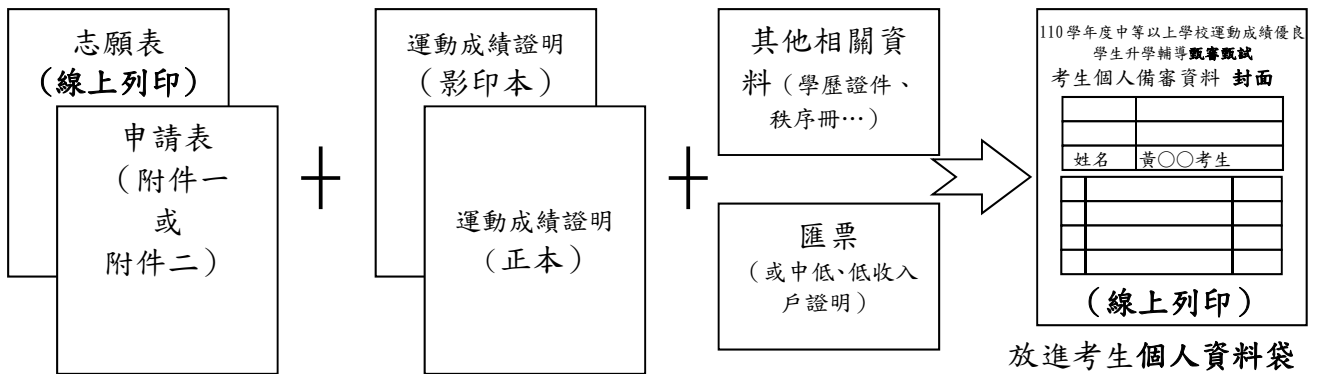 志願表
(線上列印)
申請表
(附件一
或
附件二)
運動成績證明
(影印本)
運動成績證明
(正本)
其他相關資
料(學歷證件、
秩序冊…)
匯票
(或中低、低收入
戶證明)
110學年度中等以上學校運動成績優良
學生升學輔導甄審甄試
考生個人備審資料 封面
姓名 黃○○考生
(線上列印)
放進考生個人資料袋